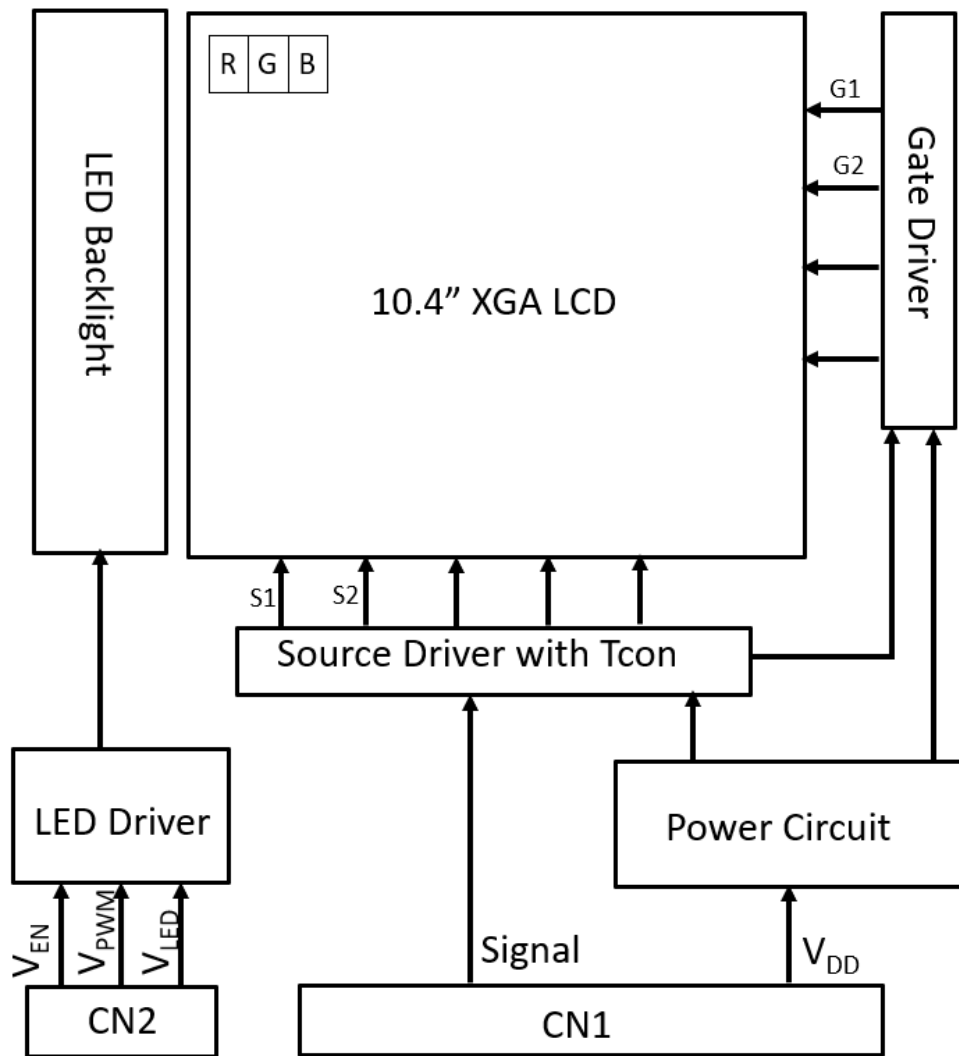 R G B
G1
G2
LED Backlight
Gate Driver
10.4” XGA LCD
S1
S2
Source Driver with Tcon
LED Driver
Power Circuit
VEN
VPWM
VLED
Signal
VDD
CN2
CN1